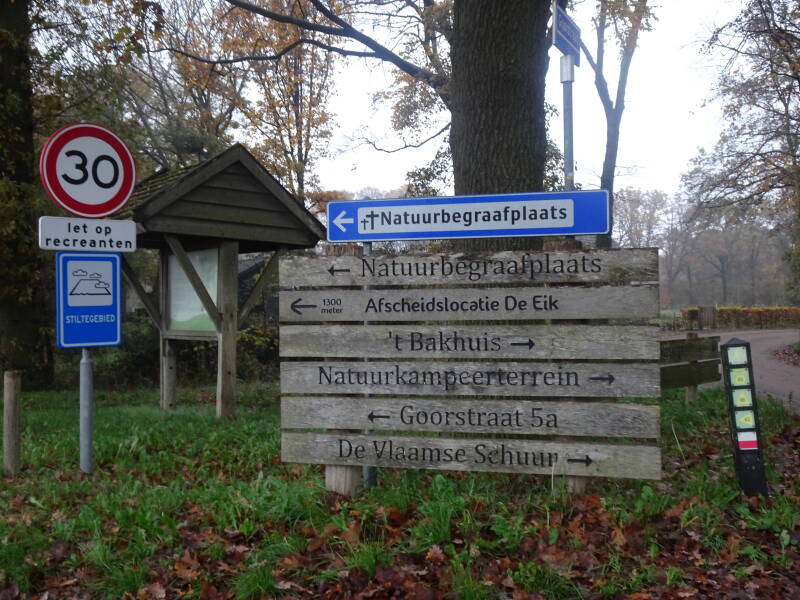 30
let op
recreanten
STILTEGEBIED
Natuurbegraafplaats
← Natuurbegraafplaats
← 1300 meter Afscheidslocatie De Eik
't Bakhuis →
Natuurkampeerterrein →
← Goorstraat 5a
De Vlaamse Schuur →